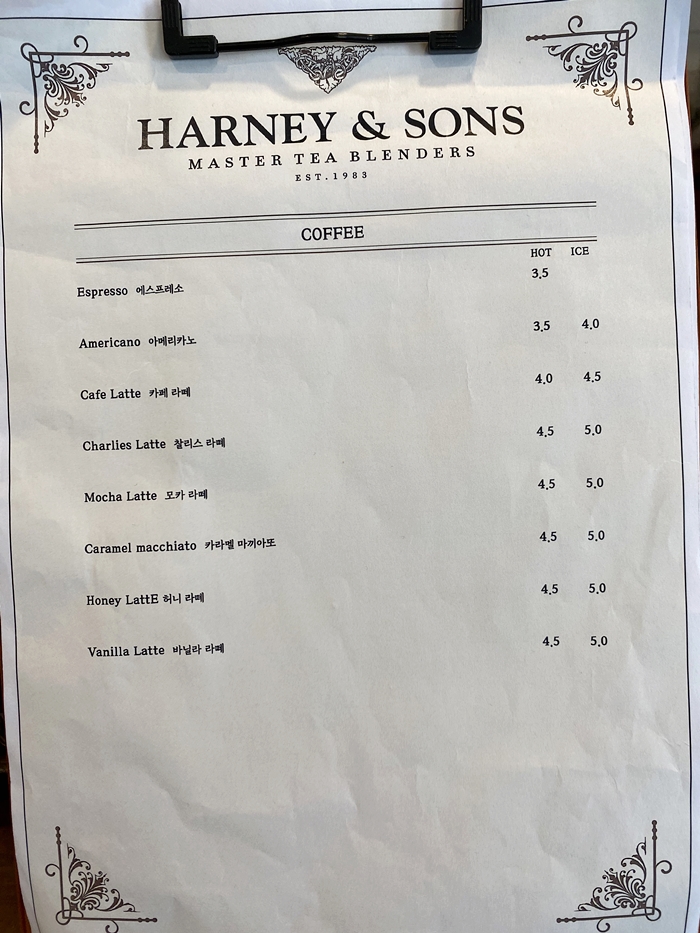 HARNEY & SONS
MASTER TEA BLENDERS
EST.1983
COFFEE
HOT ICE
Espresso 에스프레소 3.5
Americano 아메리카노 3.5 4.0
Cafe Latte 카페 라떼 4.0 4.5
Charlies Latte 찰리스 라떼 4.5 5.0
Mocha Latte 모카 라떼 4.5 5.0
Caramel macchiato 카라멜 마끼아또 4.5 5.0
Honey LattE 허니 라떼 4.5 5.0
Vanilla Latte 바닐라 라떼 4.5 5.0